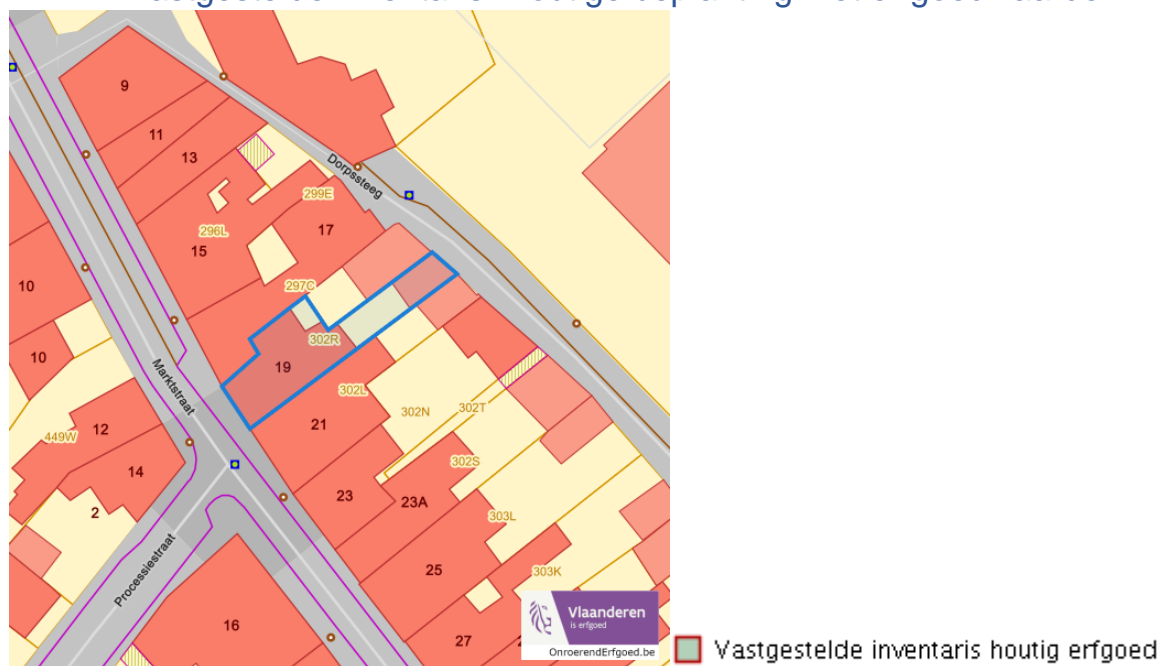 9
11
13
Dorpssteeg
299E
296L
17
15
10
297C
302R
19
10
Marktstraat
302L
302N
302T
12
21
449W
14
302S
23
23A
2
303L
Processiestraat
25
303K
16
Vlaanderen
is erfgoed
27
OnroerendErfgoed.be
Vastgestelde inventaris houtig erfgoed